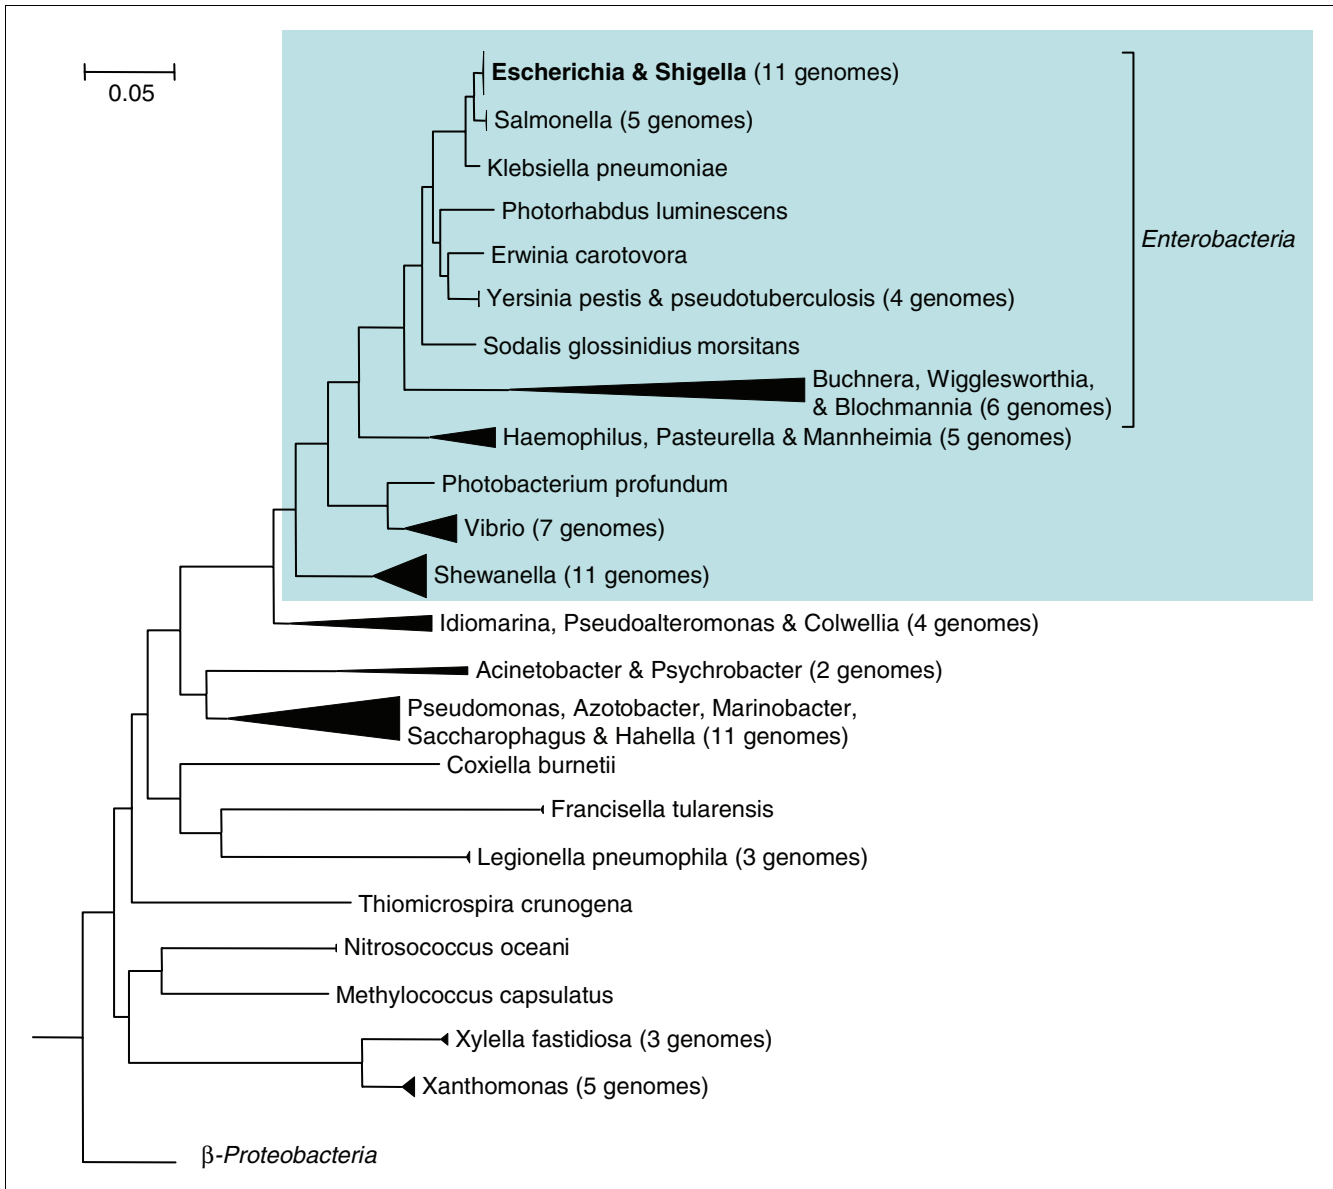 0.05
Escherichia & Shigella (11 genomes)
Salmonella (5 genomes)
Klebsiella pneumoniae
Photorhabdus luminescens
Erwinia carotovora
Enterobacteria
Yersinia pestis & pseudotuberculosis (4 genomes)
Sodalis glossinidius morsitans
Buchnera, Wigglesworthia,
& Blochmannia (6 genomes)
Haemophilus, Pasteurella & Mannheimia (5 genomes)
Photobacterium profundum
Vibrio (7 genomes)
Shewanella (11 genomes)
Idiomarina, Pseudoalteromonas & Colwellia (4 genomes)
Acinetobacter & Psychrobacter (2 genomes)
Pseudomonas, Azotobacter, Marinobacter,
Saccharophagus & Hahella (11 genomes)
Coxiella burnetii
Francisella tularensis
Legionella pneumophila (3 genomes)
Thiomicrospira crunogena
Nitrosococcus oceani
Methylococcus capsulatus
Xylella fastidiosa (3 genomes)
Xanthomonas (5 genomes)
β-Proteobacteria